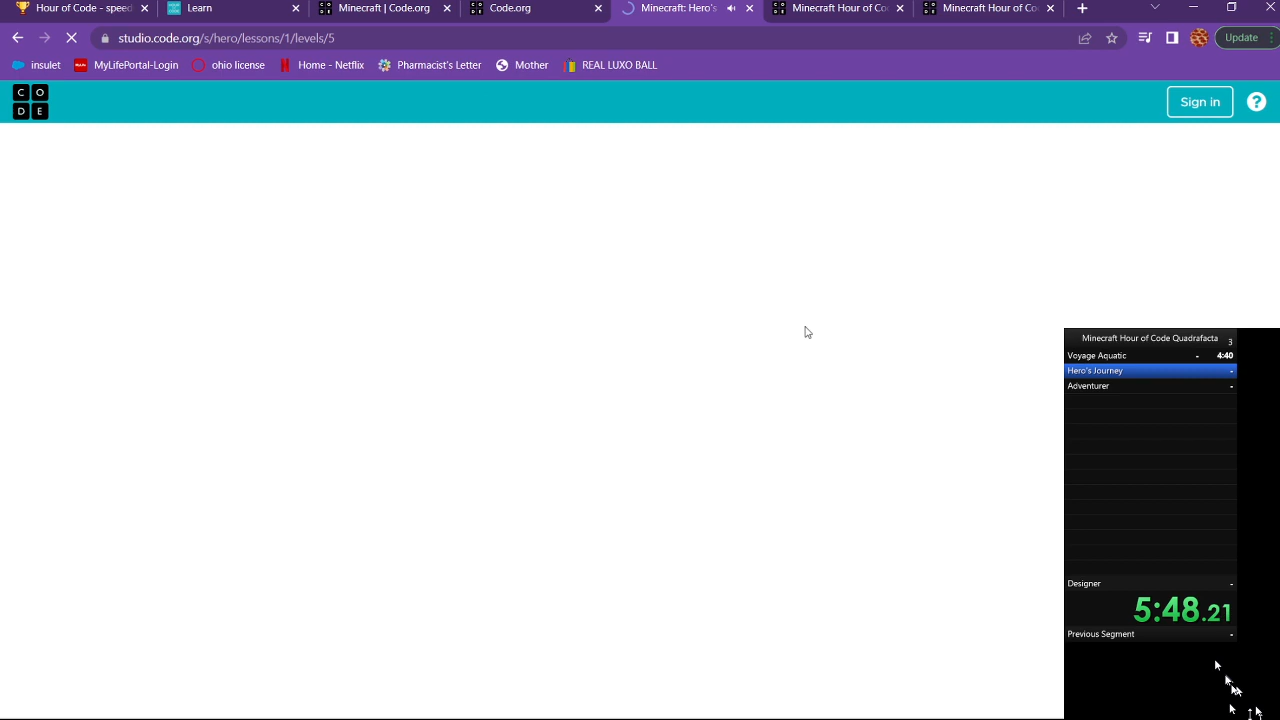 Hour of Code - speed
Learn
Minecraft | Code.org
Code.org
Minecraft: Hero's
Minecraft Hour of Co
Minecraft Hour of Co
studio.code.org/s/hero/lessons/1/levels/5
Update
insulet
MyLifePortal-Login
ohio license
Home - Netflix
Pharmacist's Letter
Mother
REAL LUXO BALL
C O
D E
Sign in
?
Minecraft Hour of Code Quadrafacta
3
Voyage Aquatic - 4:40
Hero's Journey -
Adventurer -
Designer -
5:48.21
Previous Segment -